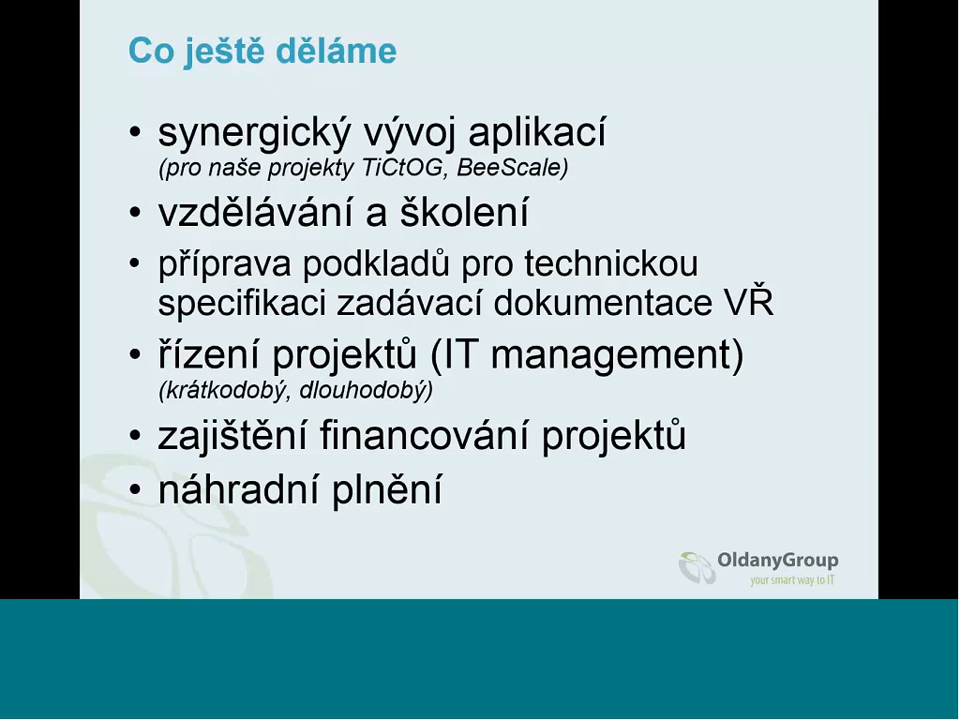 Co ještě děláme
• synergický vývoj aplikací
(pro naše projekty TiCtOG, BeeScale)
• vzdělávání a školení
• příprava podkladů pro technickou
specifikaci zadávací dokumentace VŘ
• řízení projektů (IT management)
(krátkodobý, dlouhodobý)
• zajištění financování projektů
• náhradní plnění
OldanyGroup
your smart way to IT